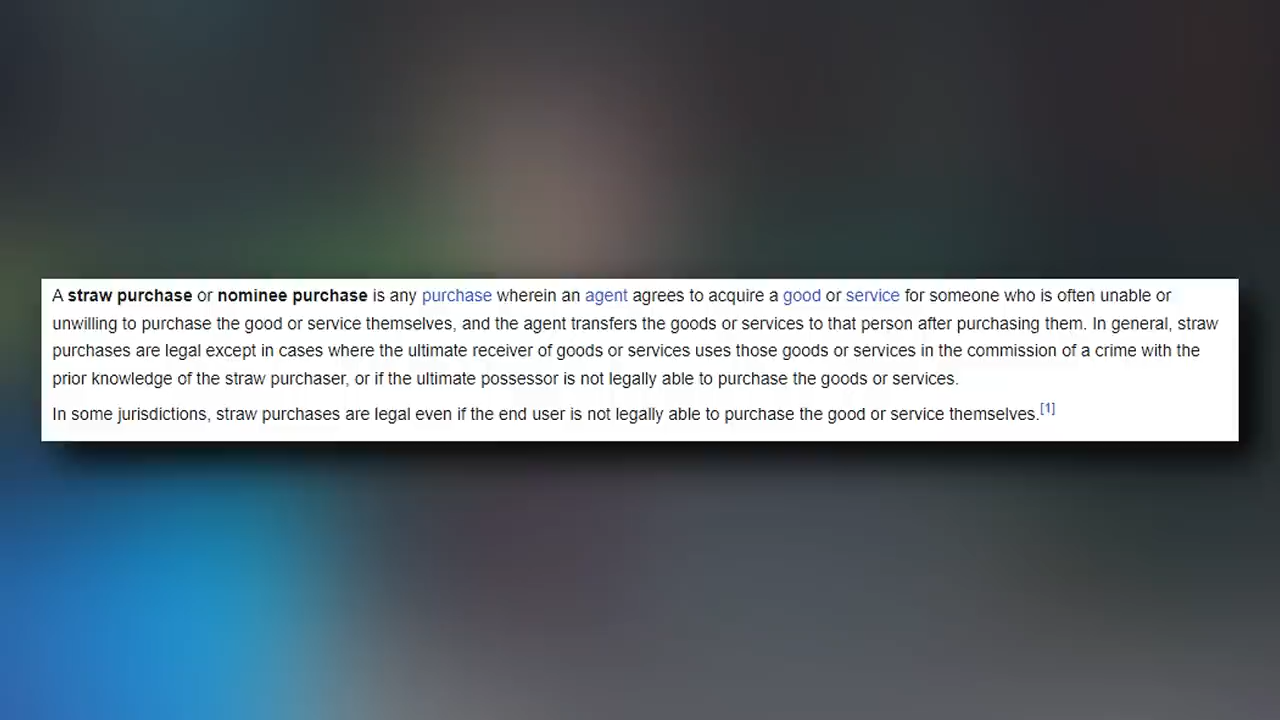 A straw purchase or nominee purchase is any purchase wherein an agent agrees to acquire a good or service for someone who is often unable or
unwilling to purchase the good or service themselves, and the agent transfers the goods or services to that person after purchasing them. In general, straw
purchases are legal except in cases where the ultimate receiver of goods or services uses those goods or services in the commission of a crime with the
prior knowledge of the straw purchaser, or if the ultimate possessor is not legally able to purchase the goods or services.
In some jurisdictions, straw purchases are legal even if the end user is not legally able to purchase the good or service themselves.[1]